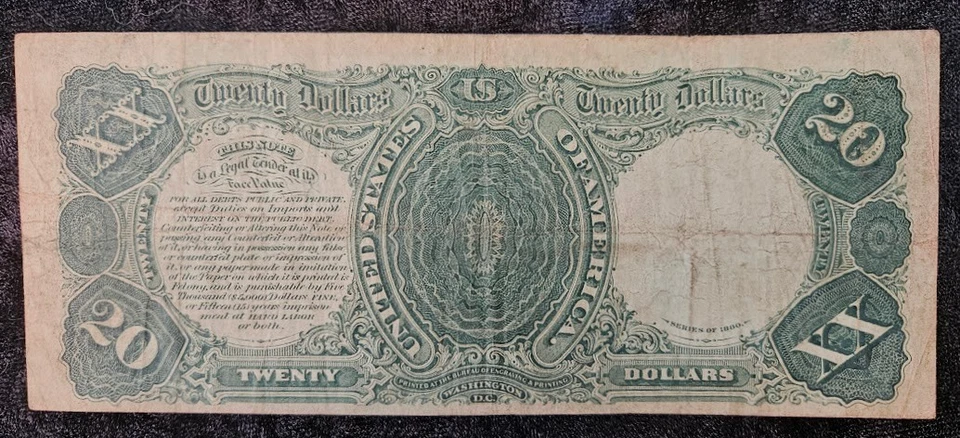 Twenty Dollars
US
Twenty Dollars
XX
20
THIS NOTE
is a Legal Tender at its
Face Value
FOR ALL DEBTS PUBLIC AND PRIVATE,
except Duties on Imports and
INTEREST ON THE PUBLIC DEBT.
Counterfeiting or Altering this Note or
passing any Counterfeit or Alteration
of it, or having in possession any False
or counterfeit plate or impression of
it, or any paper made in imitation
of the Paper on which it is printed is
Felony, and is punishable by Five
Thousand ($5000) Dollars FINE,
or Fifteen (15) years imprison-
ment at HARD LABOR
or both.
UNITED STATES
OF AMERICA.
TWENTY
TWENTY
SERIES OF 1880.
20
XX
TWENTY
PRINTED AT THE BUREAU OF ENGRAVING & PRINTING
WASHINGTON
D.C.
DOLLARS